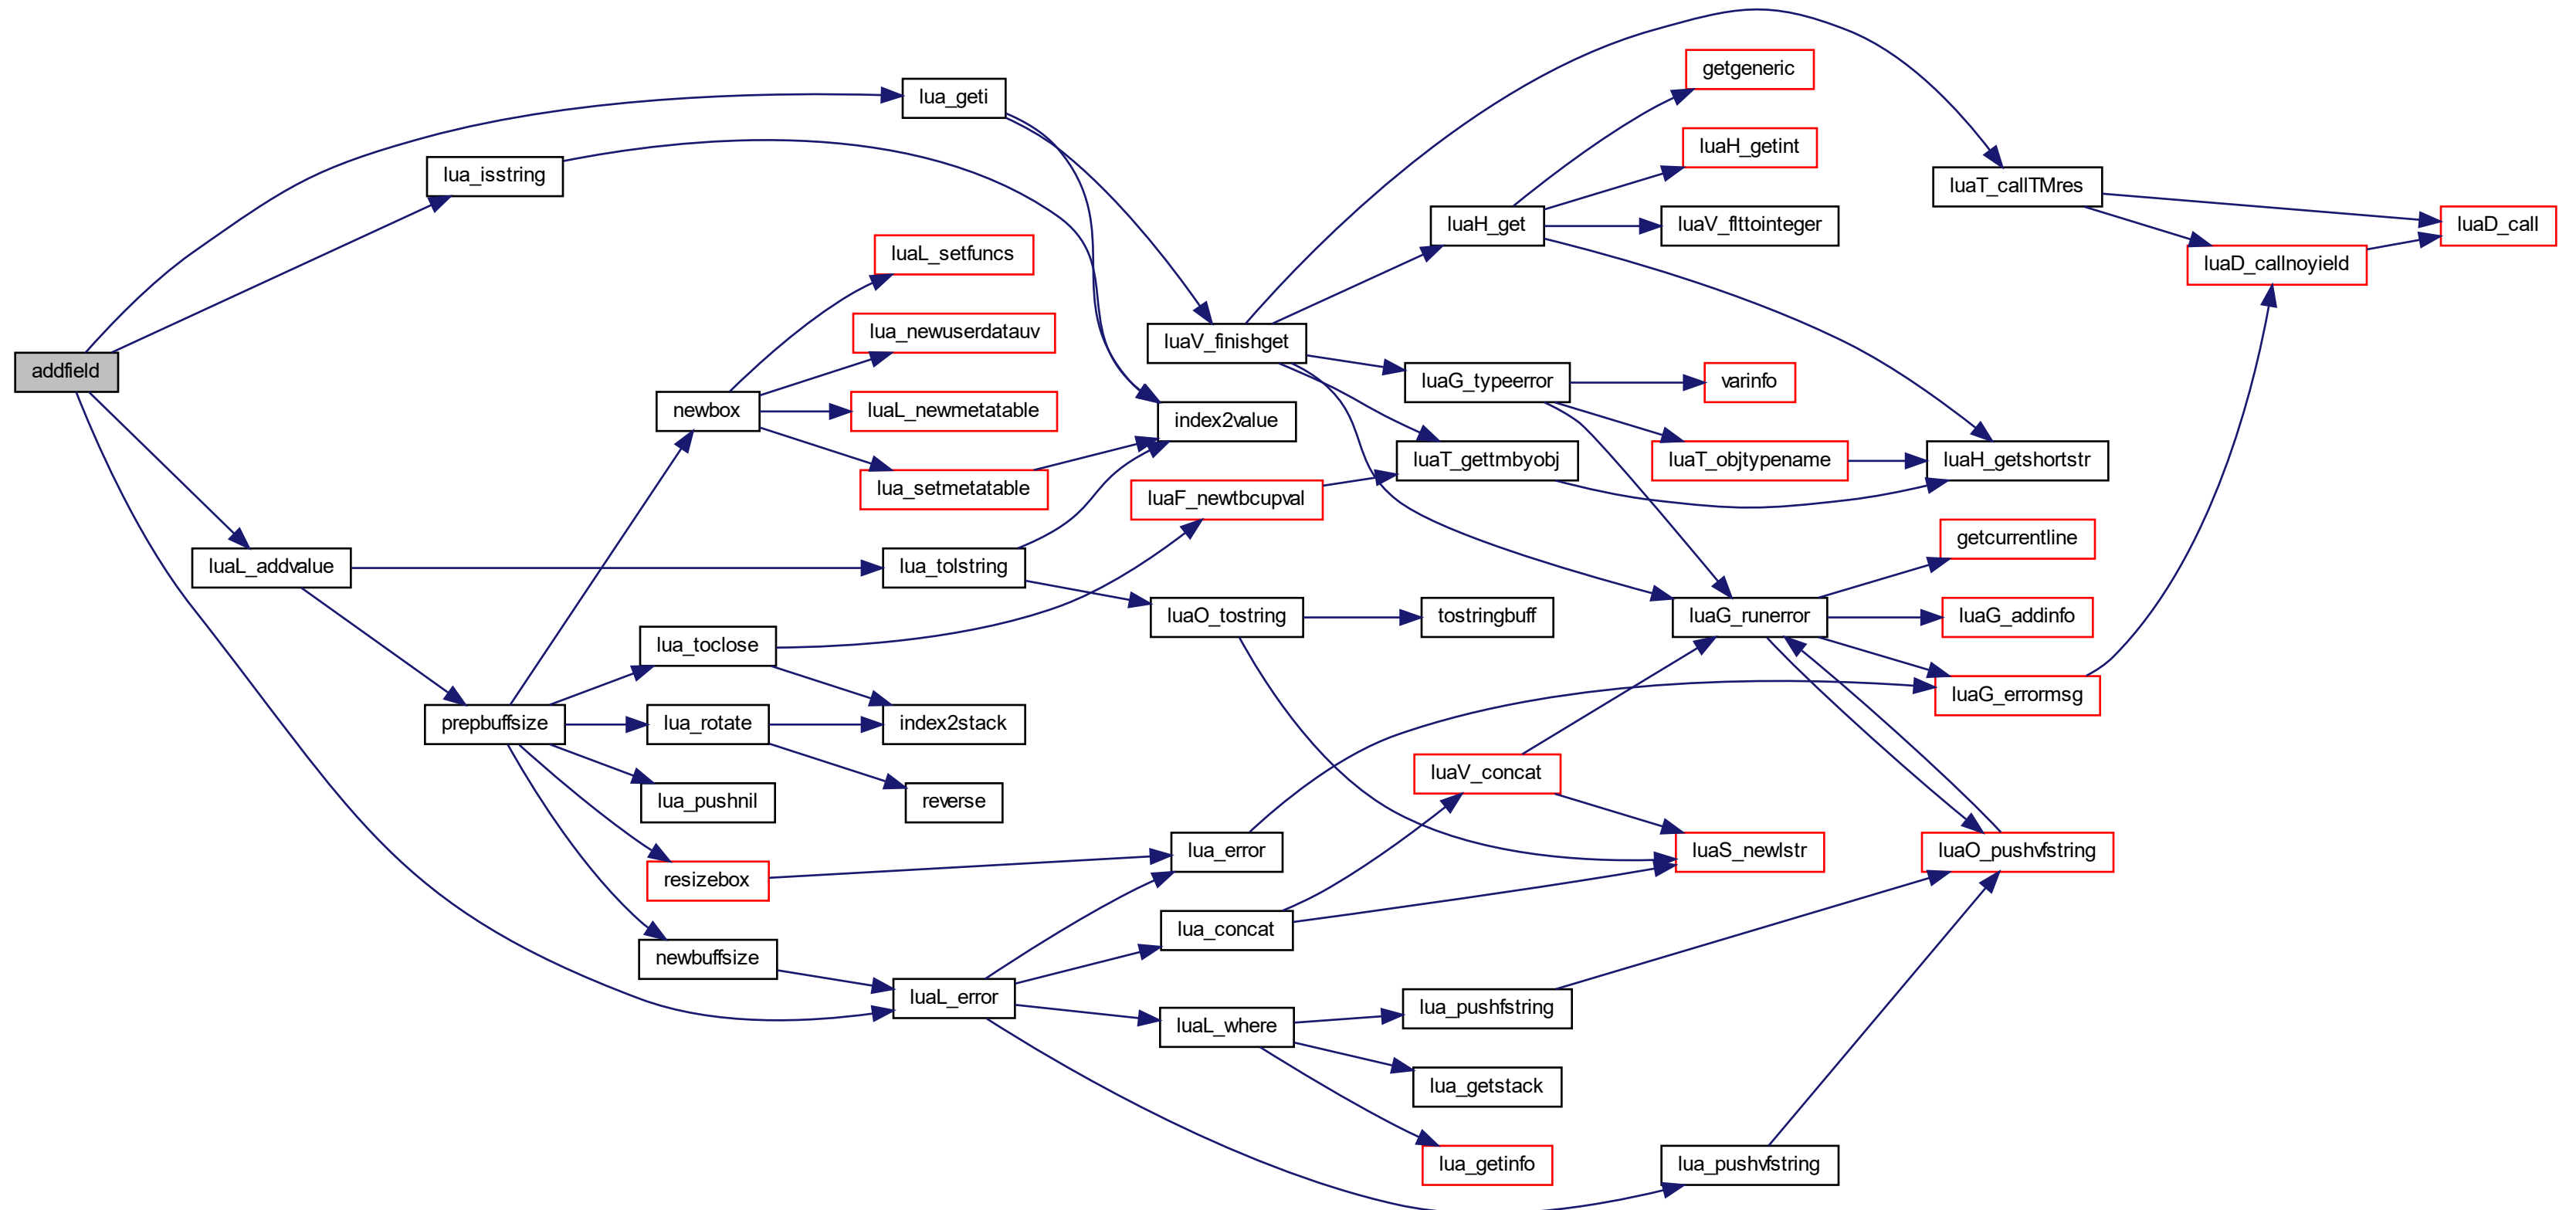 getgeneric
lua_geti
luaH_getint
lua_isstring
luaT_callTMres
luaH_get
luaV_flttointeger
luaD_call
luaL_setfuncs
luaD_callnoyield
lua_newuserdatauv
luaV_finishget
addfield
luaG_typeerror
varinfo
newbox
luaL_newmetatable
index2value
lua_setmetatable
luaT_gettmbyobj
luaT_objtypename
luaH_getshortstr
luaF_newtbcupval
getcurrentline
luaL_addvalue
lua_tolstring
luaO_tostring
tostringbuff
luaG_runerror
luaG_addinfo
lua_toclose
luaG_errormsg
prepbuffsize
lua_rotate
index2stack
luaV_concat
lua_pushnil
reverse
resizebox
lua_error
luaS_newlstr
luaO_pushvfstring
newbuffsize
lua_concat
luaL_error
luaL_where
lua_pushfstring
lua_getstack
lua_getinfo
lua_pushvfstring